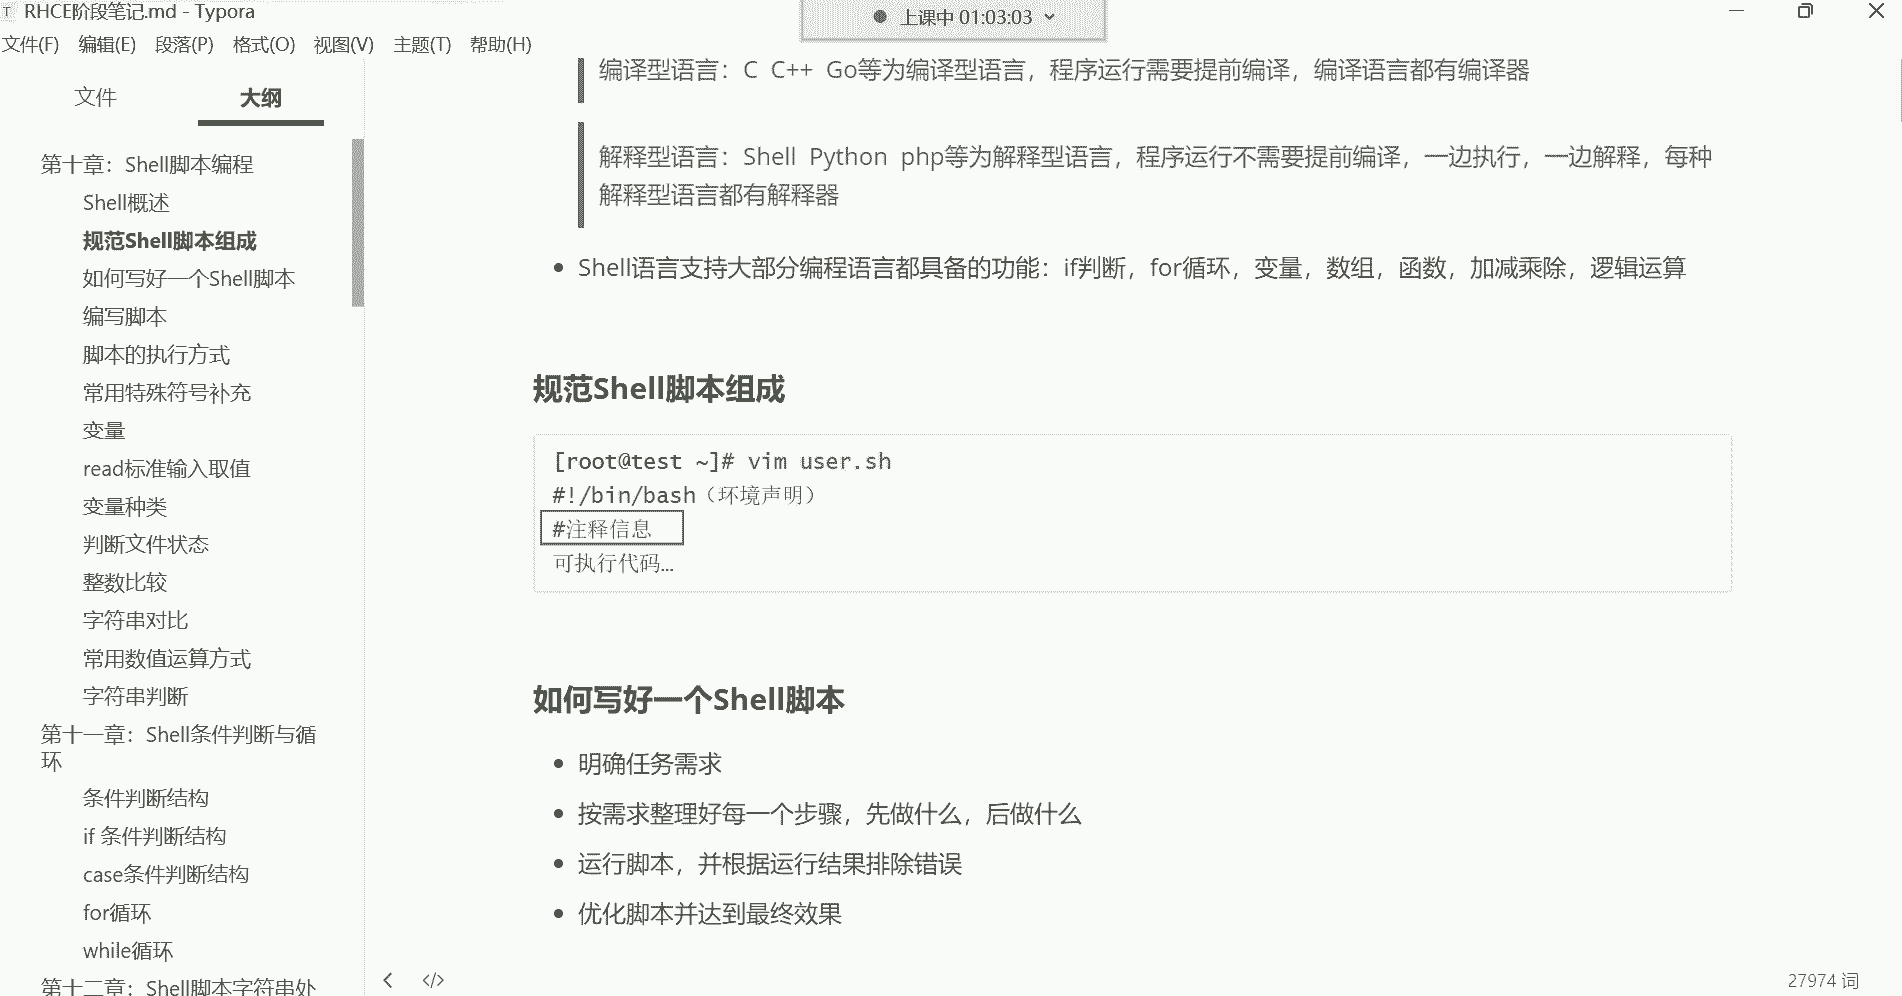 RHCE阶段笔记.md - Typora
上课中 01:03:03
文件(F) 编辑(E) 段落(P) 格式(O) 视图(V) 主题(T) 帮助(H)
文件 大纲
第十章：Shell脚本编程
Shell概述
规范Shell脚本组成
如何写好一个Shell脚本
编写脚本
脚本的执行方式
常用特殊符号补充
变量
read标准输入取值
变量种类
判断文件状态
整数比较
字符串对比
常用数值运算方式
字符串判断
第十一章：Shell条件判断与循
环
条件判断结构
if 条件判断结构
case条件判断结构
for循环
while循环
第十二章：Shell脚本字符串处
编译型语言：C C++ Go等为编译型语言，程序运行需要提前编译，编译语言都有编译器
解释型语言：Shell Python php等为解释型语言，程序运行不需要提前编译，一边执行，一边解释，每种
解释型语言都有解释器
Shell语言支持大部分编程语言都具备的功能：if判断，for循环，变量，数组，函数，加减乘除，逻辑运算
规范Shell脚本组成
[root@test ~]# vim user.sh
#!/bin/bash（环境声明）
#注释信息
可执行代码...
如何写好一个Shell脚本
明确任务需求
按需求整理好每一个步骤，先做什么，后做什么
运行脚本，并根据运行结果排除错误
优化脚本并达到最终效果
27974 词